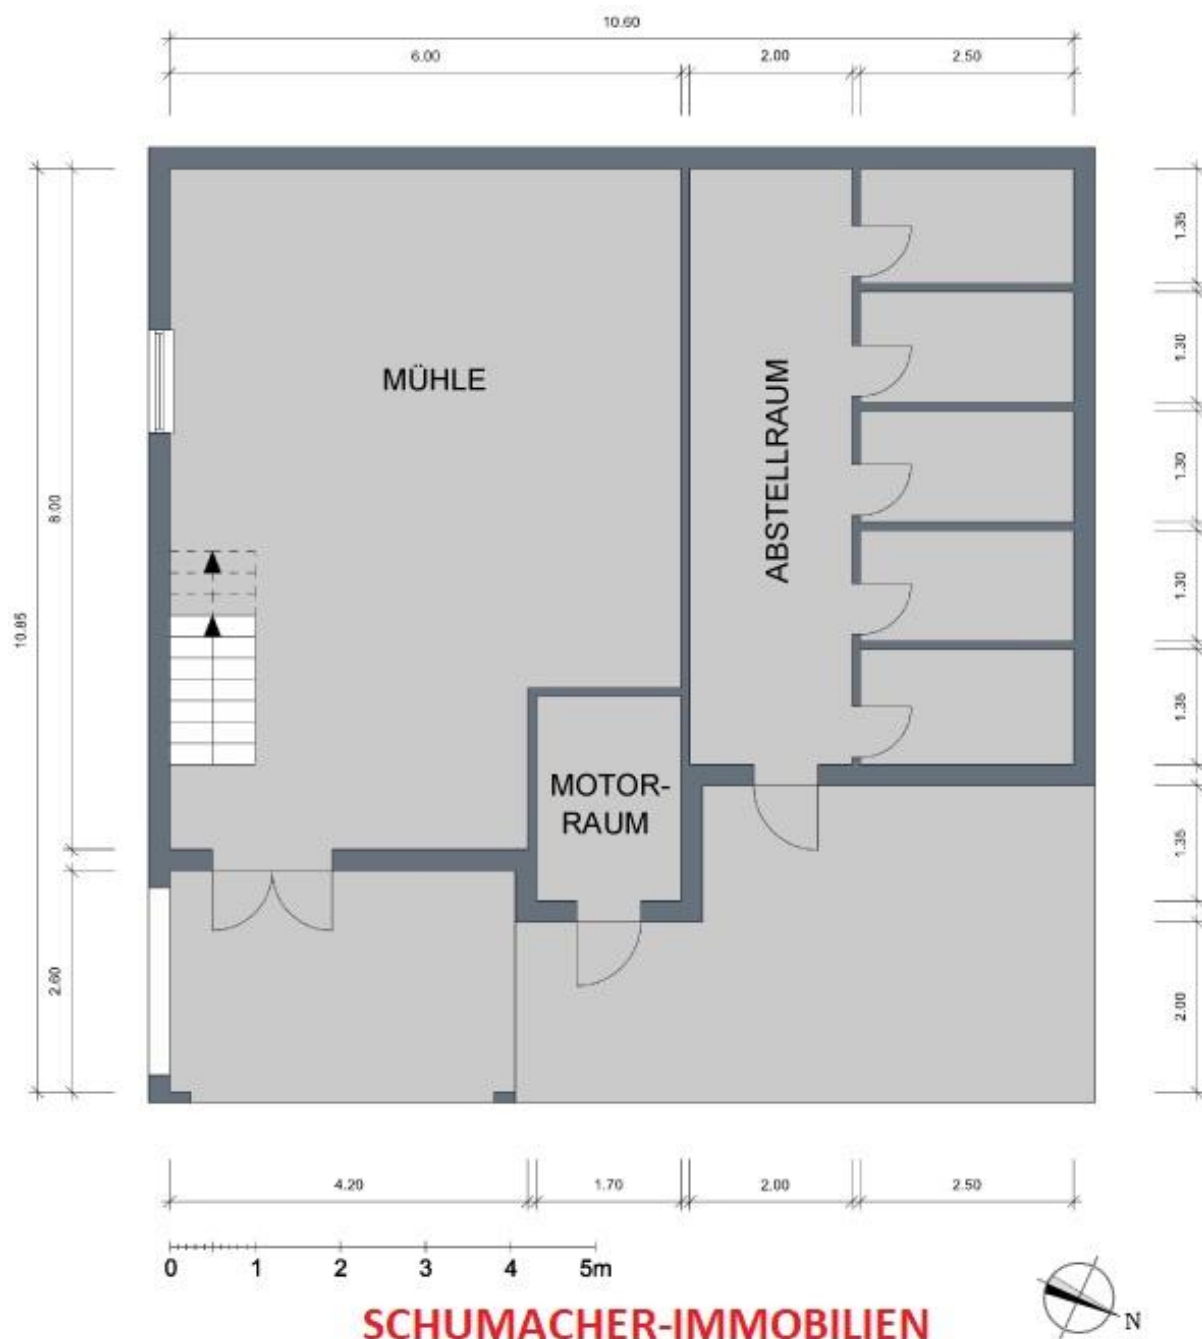 10.60
6.00 2.00 2.50
1.35
1.30
MÜHLE
ABSTELLRAUM
1.30
8.00
1.30
10.85
1.35
MOTOR-
RAUM
1.35
2.60
2.00
4.20 1.70 2.00 2.50
0 1 2 3 4 5m
N
SCHUMACHER-IMMOBILIEN